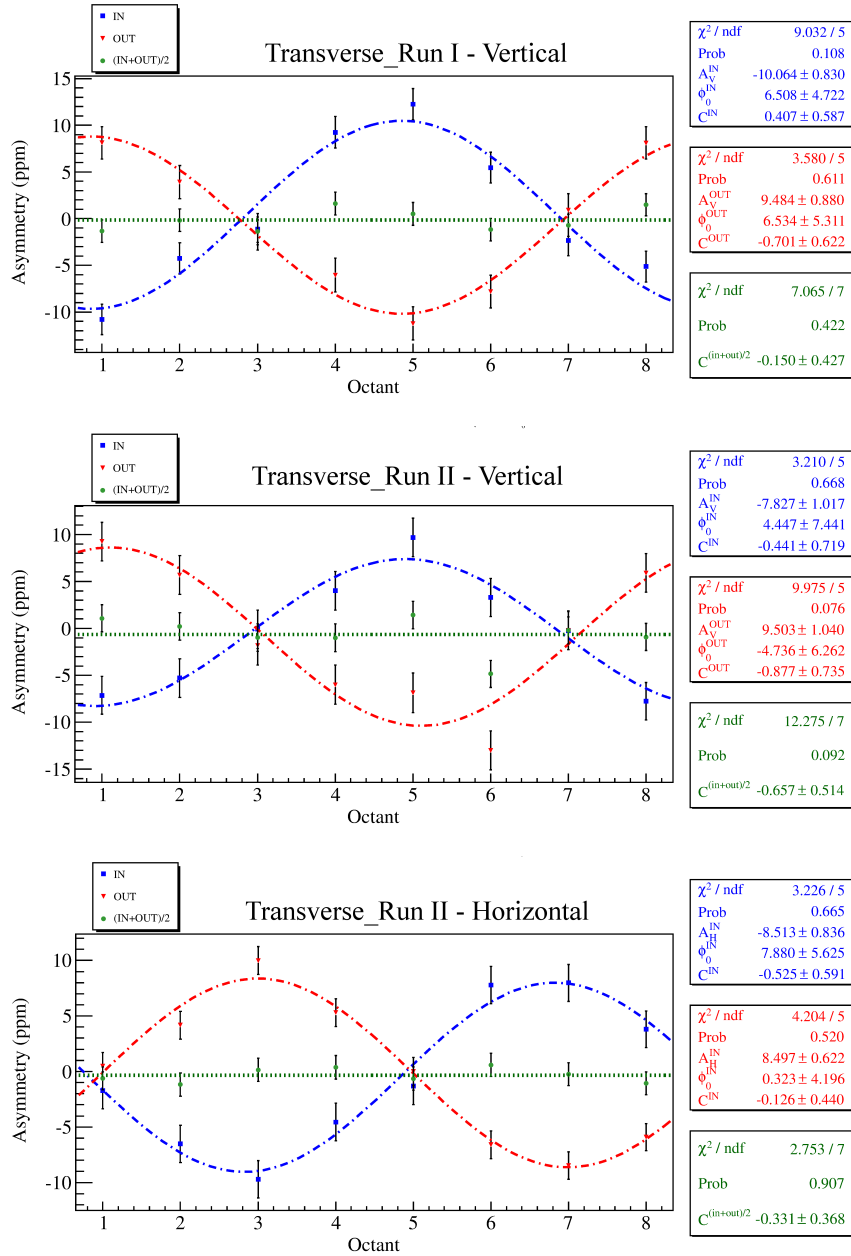 IN
OUT
(IN+OUT)/2
Transverse_Run I - Vertical
15
10
5
0
-5
-10
Asymmetry (ppm)
1 2 3 4 5 6 7 8
Octant
χ² / ndf 9.032 / 5
Prob 0.108
A_V^IN -10.064 ± 0.830
ϕ_0^IN 6.508 ± 4.722
C^IN 0.407 ± 0.587
χ² / ndf 3.580 / 5
Prob 0.611
A_V^OUT 9.484 ± 0.880
ϕ_0^OUT 6.534 ± 5.311
C^OUT -0.701 ± 0.622
χ² / ndf 7.065 / 7
Prob 0.422
C^(in+out)/2 -0.150 ± 0.427
IN
OUT
(IN+OUT)/2
Transverse_Run II - Vertical
10
5
0
-5
-10
-15
Asymmetry (ppm)
1 2 3 4 5 6 7 8
Octant
χ² / ndf 3.210 / 5
Prob 0.668
A_V^IN -7.827 ± 1.017
ϕ_0^IN 4.447 ± 7.441
C^IN -0.441 ± 0.719
χ² / ndf 9.975 / 5
Prob 0.076
A_V^OUT 9.503 ± 1.040
ϕ_0^OUT -4.736 ± 6.262
C^OUT -0.877 ± 0.735
χ² / ndf 12.275 / 7
Prob 0.092
C^(in+out)/2 -0.657 ± 0.514
IN
OUT
(IN+OUT)/2
Transverse_Run II - Horizontal
10
5
0
-5
-10
Asymmetry (ppm)
1 2 3 4 5 6 7 8
Octant
χ² / ndf 3.226 / 5
Prob 0.665
A_H^IN -8.513 ± 0.836
ϕ_0^IN 7.880 ± 5.625
C^IN -0.525 ± 0.591
χ² / ndf 4.204 / 5
Prob 0.520
A_H^IN 8.497 ± 0.622
ϕ_0^IN 0.323 ± 4.196
C^IN -0.126 ± 0.440
χ² / ndf 2.753 / 7
Prob 0.907
C^(in+out)/2 -0.331 ± 0.368